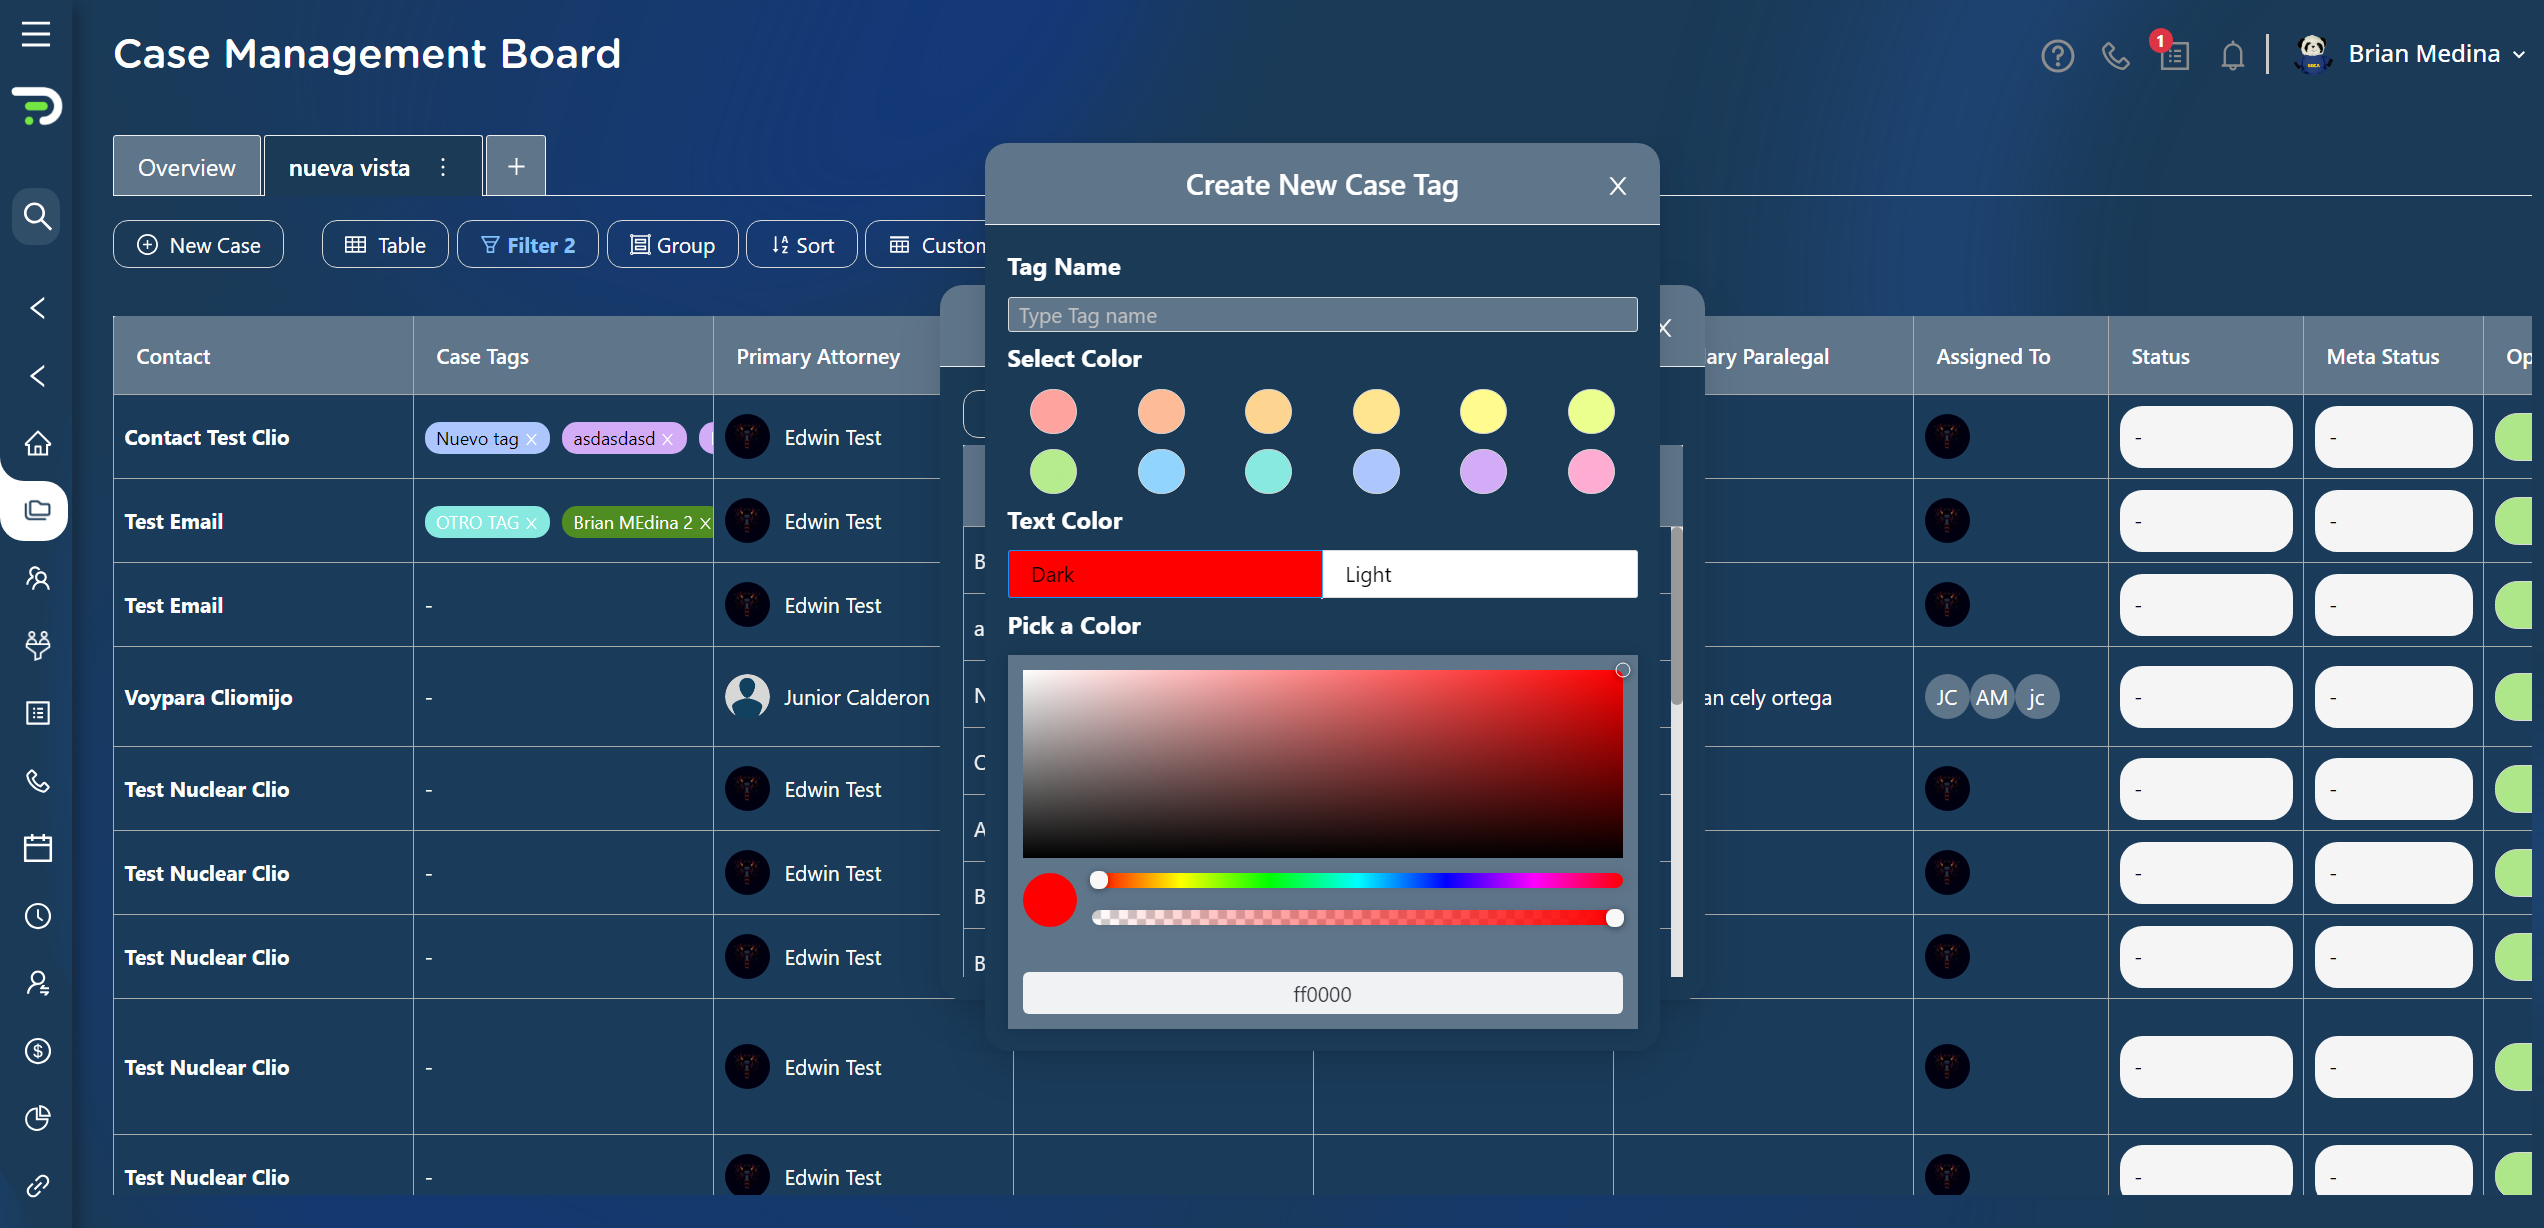 Case Management Board
1
Brian Medina
Overview
nueva vista
+
New Case
Table
Filter 2
Group
Sort
Custom
Contact
Case Tags
Primary Attorney
ary Paralegal
Assigned To
Status
Meta Status
Op
Contact Test Clio
Nuevo tag X
asdasdasd X
Edwin Test
-
-
Test Email
OTRO TAG X
Brian MEdina 2 X
Edwin Test
-
-
Test Email
-
Edwin Test
-
-
Voypara Cliomijo
-
Junior Calderon
an cely ortega
JC
AM
jc
-
-
Test Nuclear Clio
-
Edwin Test
-
-
Test Nuclear Clio
-
Edwin Test
-
-
Test Nuclear Clio
-
Edwin Test
-
-
Test Nuclear Clio
-
Edwin Test
-
-
Test Nuclear Clio
-
Edwin Test
-
-
B
a
N
C
A
B
B
Create New Case Tag
X
Tag Name
Type Tag name
Select Color
Text Color
Dark
Light
Pick a Color
ff0000